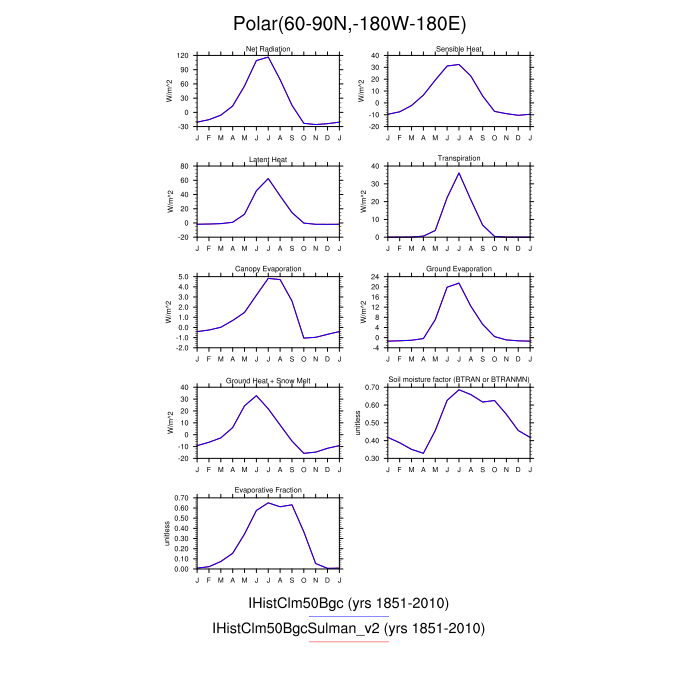 Polar(60-90N,-180W-180E)
Net Radiation
W/m^2
120
90
60
30
0
-30
J F M A M J J A S O N D J
Sensible Heat
W/m^2
40
30
20
10
0
-10
-20
J F M A M J J A S O N D J
Latent Heat
W/m^2
80
60
40
20
0
-20
J F M A M J J A S O N D J
Transpiration
W/m^2
40
30
20
10
0
J F M A M J J A S O N D J
Canopy Evaporation
W/m^2
5.0
4.0
3.0
2.0
1.0
0.0
-1.0
-2.0
J F M A M J J A S O N D J
Ground Evaporation
W/m^2
24
20
16
12
8
4
0
-4
J F M A M J J A S O N D J
Ground Heat + Snow Melt
W/m^2
40
30
20
10
0
-10
-20
J F M A M J J A S O N D J
Soil moisture factor (BTRAN or BTRANMN)
unitless
0.70
0.60
0.50
0.40
0.30
J F M A M J J A S O N D J
Evaporative Fraction
unitless
0.70
0.60
0.50
0.40
0.30
0.20
0.10
0.00
J F M A M J J A S O N D J
IHistClm50Bgc (yrs 1851-2010)
IHistClm50BgcSulman_v2 (yrs 1851-2010)